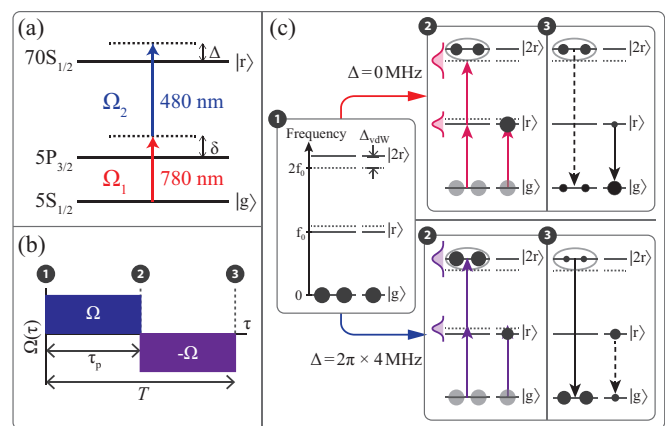 (a)
70S1/2
Δ
|r⟩
Ω2
480 nm
5P3/2
δ
Ω1
780 nm
5S1/2
|g⟩
(b)
1
2
3
Ω(τ)
Ω
-Ω
τ
τp
T
(c)
1
Frequency
ΔvdW
2f0
|2r⟩
f0
|r⟩
0
|g⟩
Δ=0 MHz
2
|2r⟩
|r⟩
|g⟩
3
|2r⟩
|r⟩
|g⟩
Δ=2π × 4 MHz
2
|2r⟩
|r⟩
|g⟩
3
|2r⟩
|r⟩
|g⟩